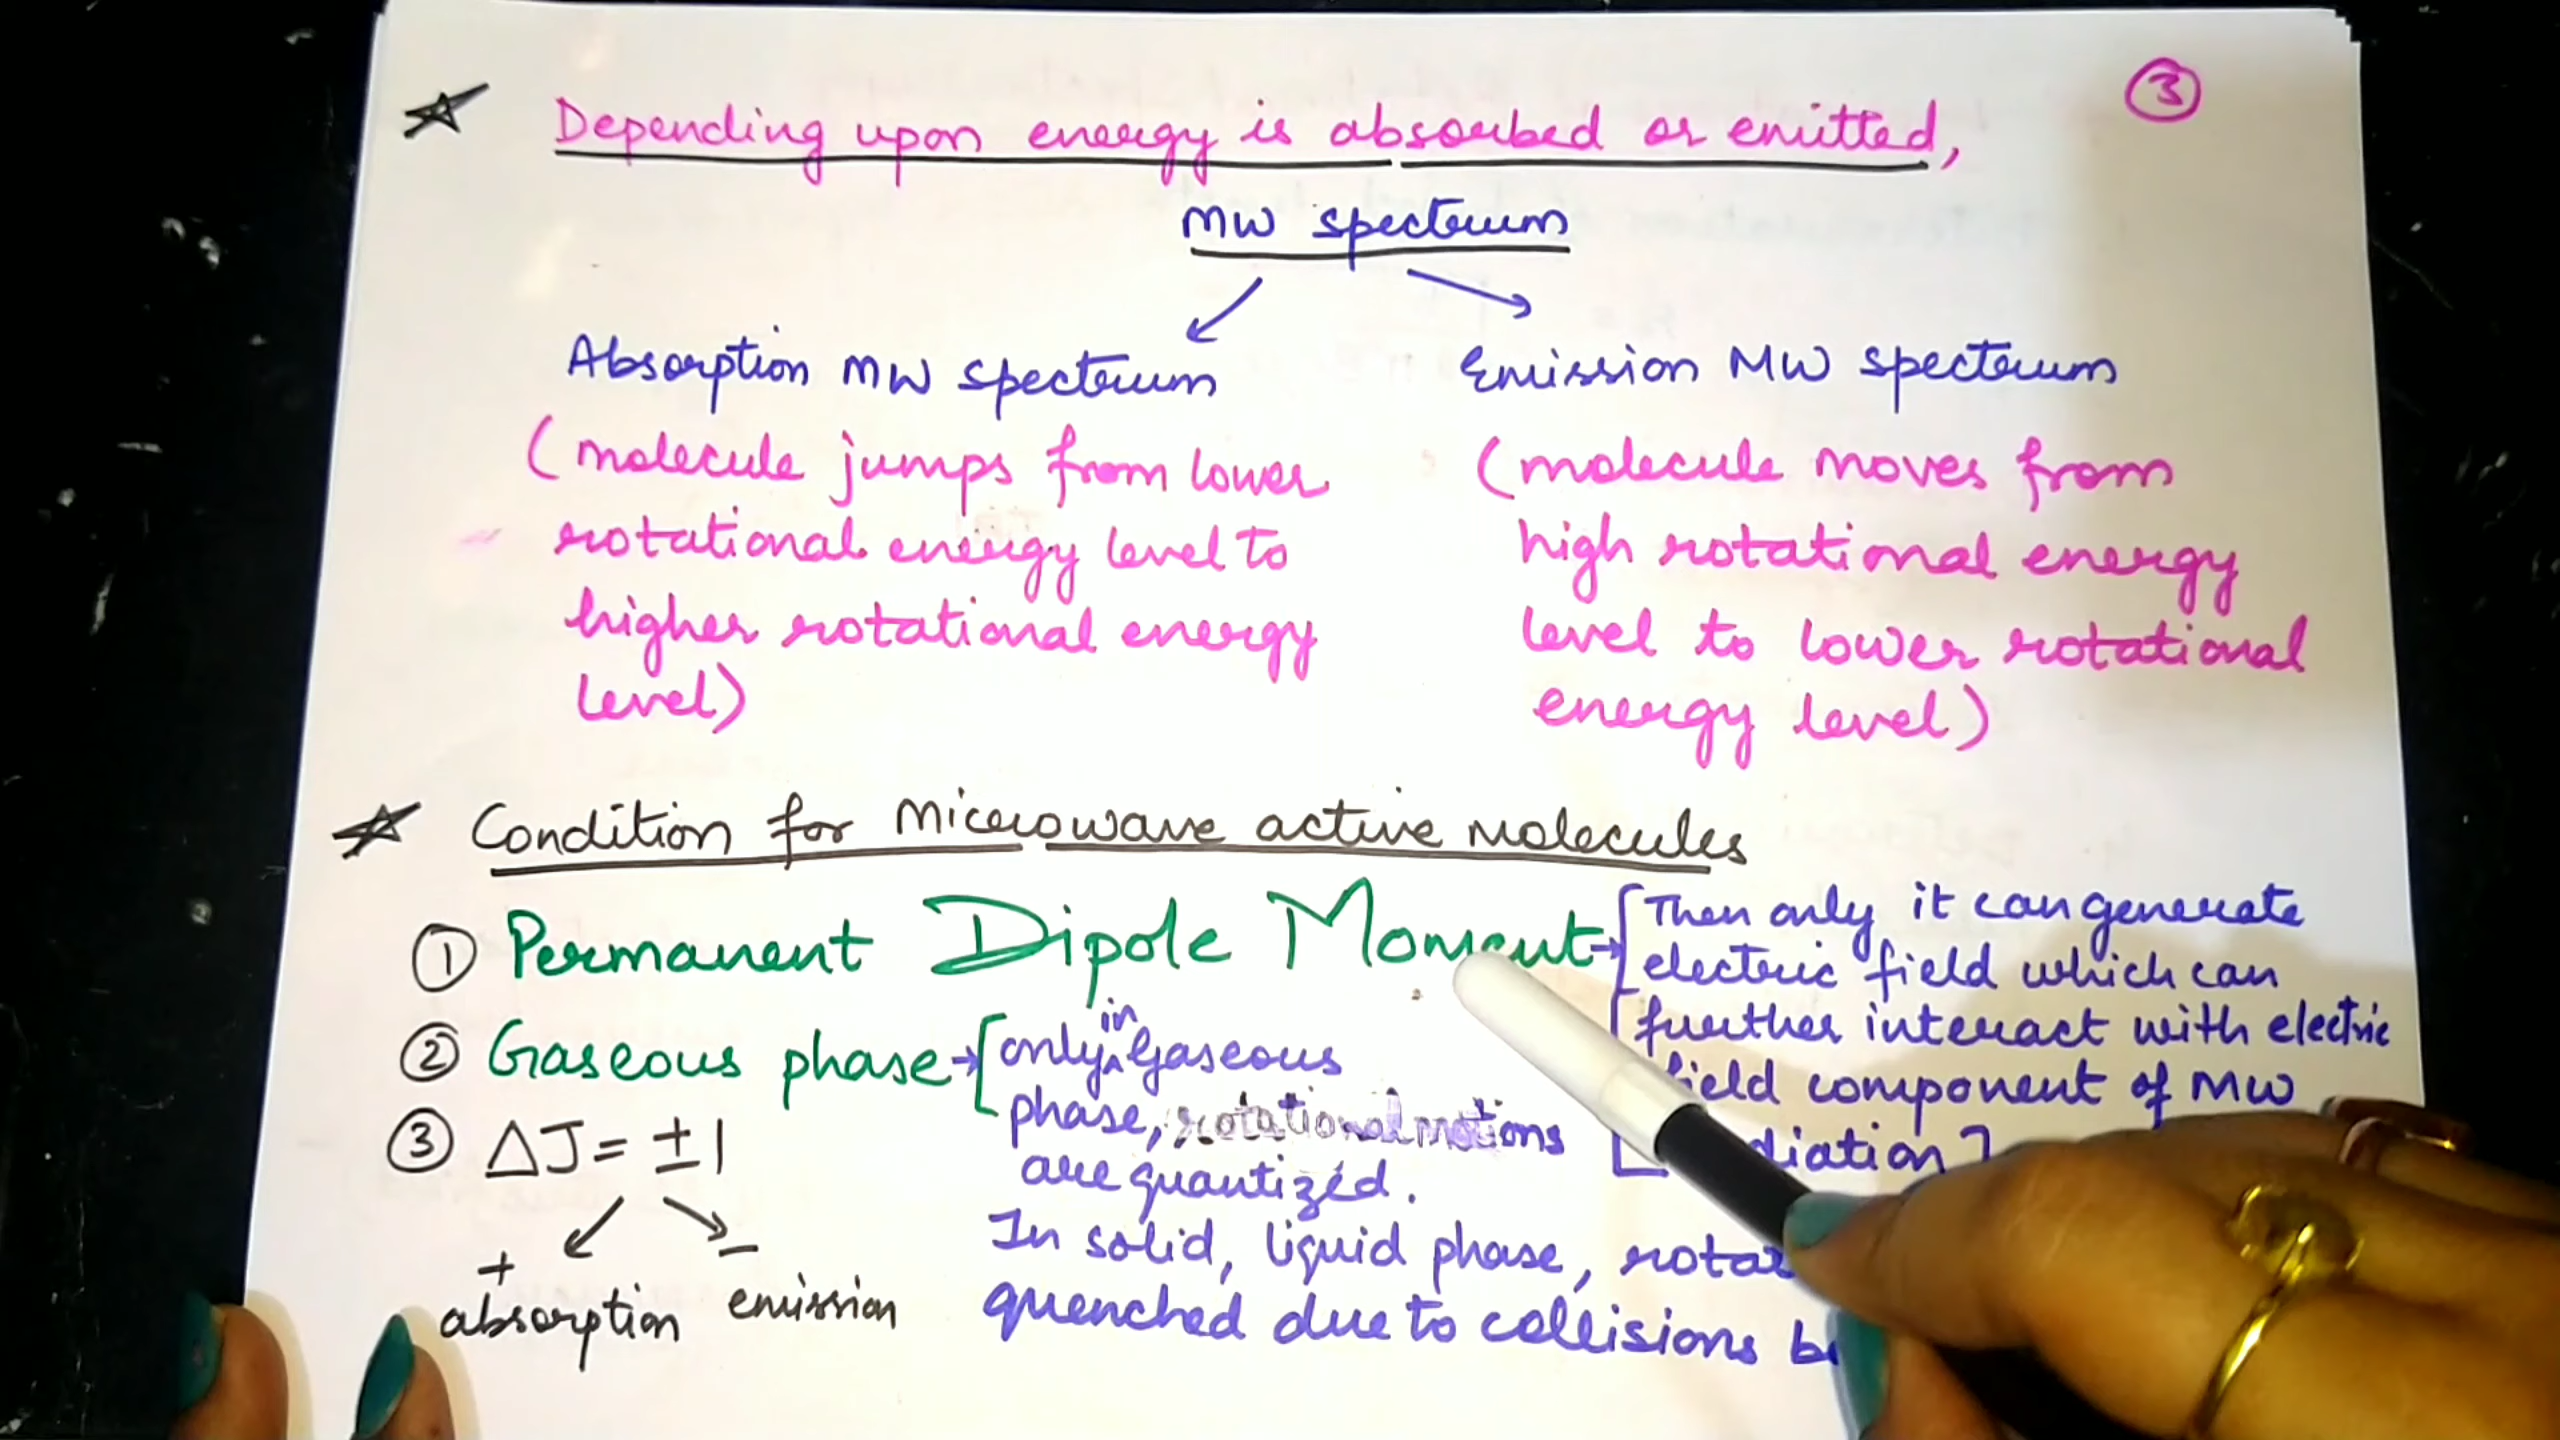 3
Depending upon energy is absorbed or emitted,
MW spectrum
Absorption MW spectrum
(molecule jumps from lower
rotational energy level to
higher rotational energy
level)
Emission MW spectrum
(molecule moves from
high rotational energy
level to lower rotational
energy level)
Condition for Microwave active molecules
① Permanent Dipole Moment → [Then only it can generate
electric field which can
further interact with electric
field component of MW
diation]
② Gaseous phase → [only in gaseous
phase, rotational motions
are quantized.
In solid, liquid phase, rotat
quenched due to collisions b
③ ΔJ = ±1
+ absorption
- emission